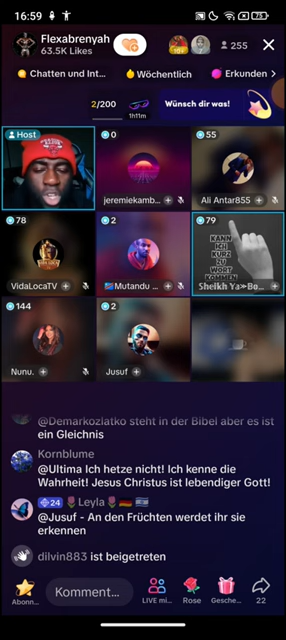 16:59
75
Flexabrenyah
63.5K Likes
255
Chatten und Int...
Wöchentlich
Erkunden
2/200
1h11m
Wünsch dir was!
Host
0
jeremiekamb...
55
Ali Antar855
78
VidaLocaTV
2
Mutandu ...
79
KANN
ICH
KURZ
ZU
WORT
KOMMEN
Sheikh Ya≫Bo...
144
Nunu.
2
Jusuf
@Demarkozlatko steht in der Bibel aber es ist
ein Gleichnis
Kornblume
@Ultima Ich hetze nicht! Ich kenne die
Wahrheit! Jesus Christus ist lebendiger Gott!
24 🌷Leyla🌷🇩🇪🇮🇱
@Jusuf - An den Früchten werdet ihr sie
erkennen
dilvin883 ist beigetreten
Abonn...
Komment...
LIVE mi...
Rose
Gesche...
22